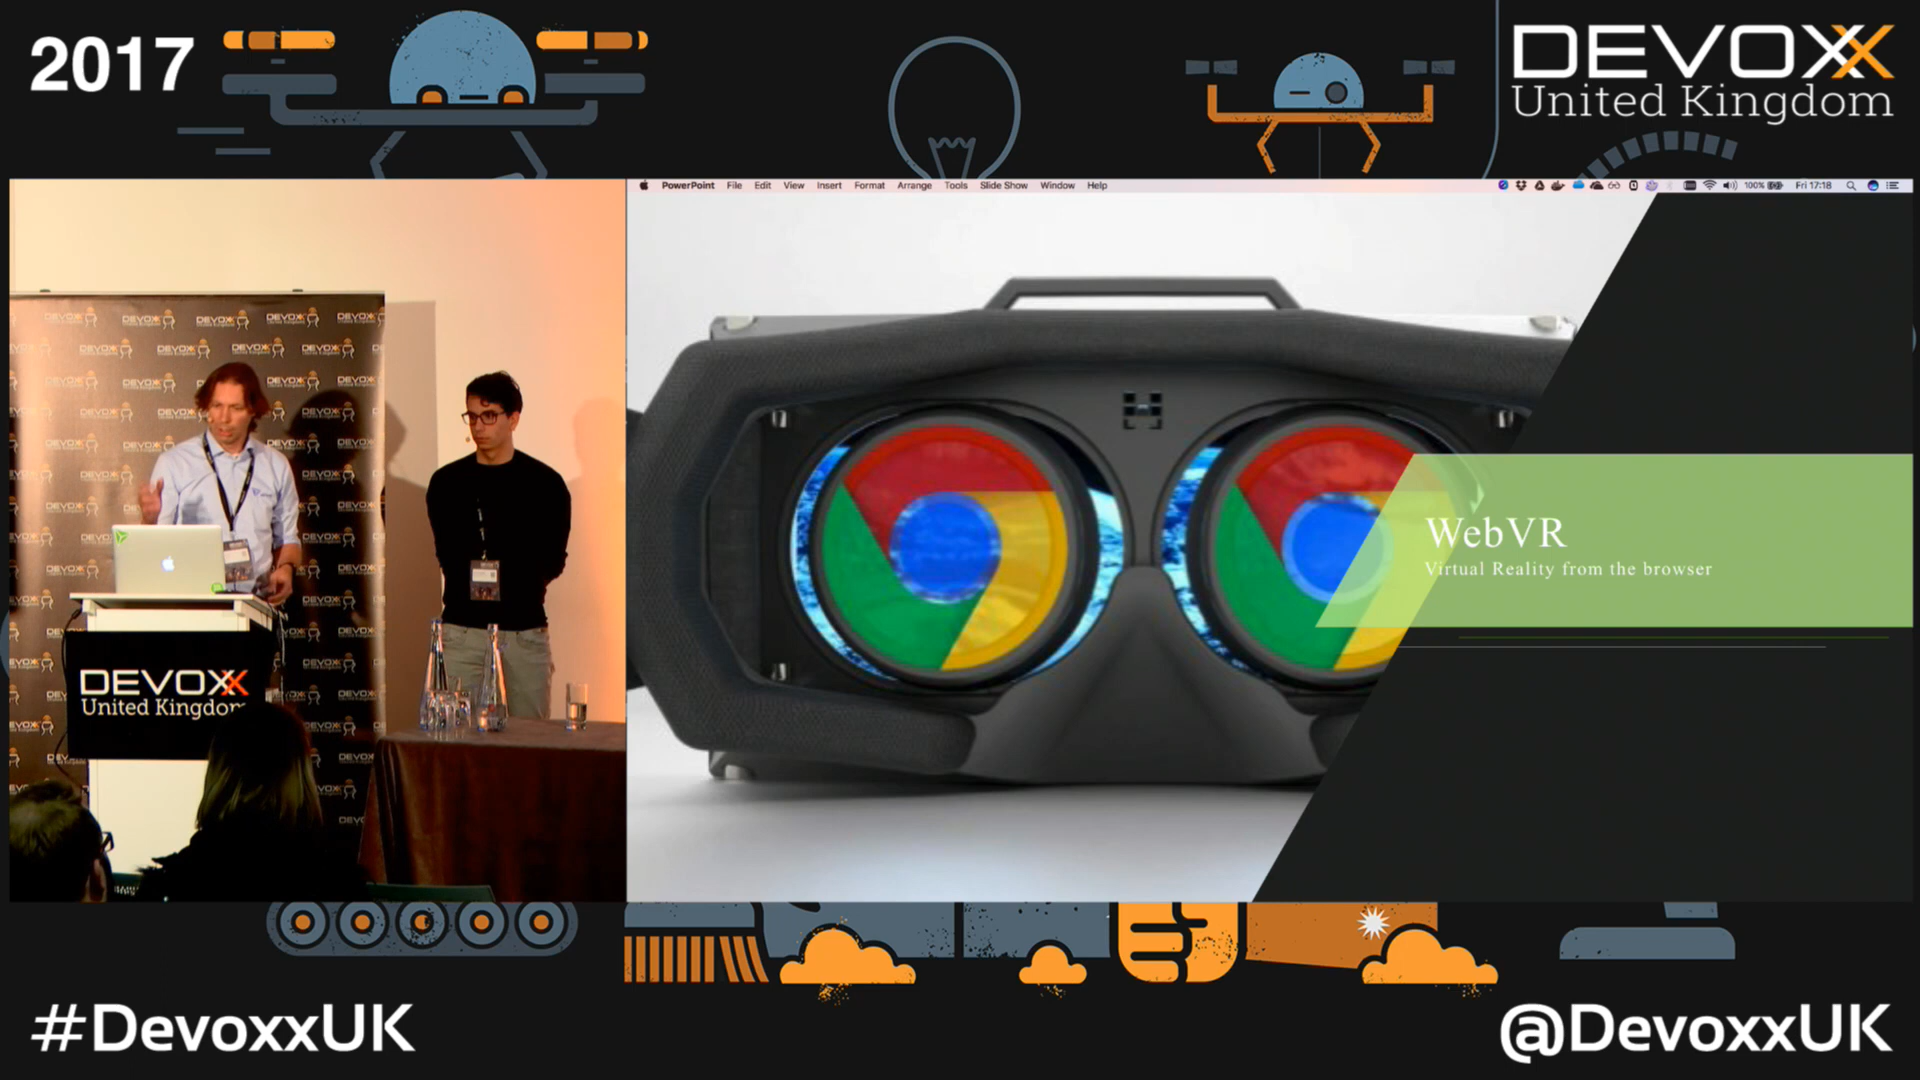 2017
DEVOXX
United Kingdom
PowerPoint File Edit View Insert Format Arrange Tools Slide Show Window Help
100% Fri 17:18
WebVR
Virtual Reality from the browser
DEVOXX
United Kingdom
#DevoxxUK
@DevoxxUK